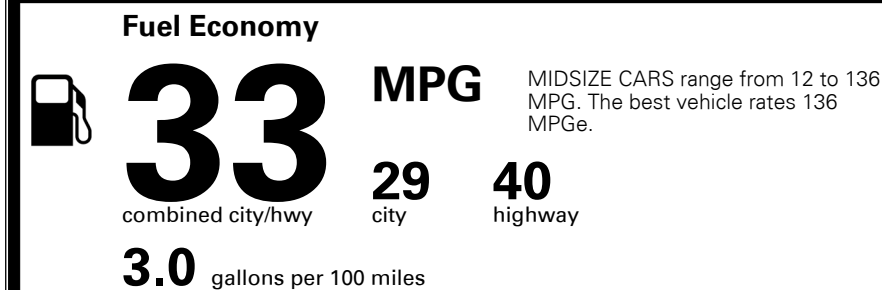 Fuel Economy
33 MPG
MIDSIZE CARS range from 12 to 136
MPG. The best vehicle rates 136
MPGe.
combined city/hwy
29
city
40
highway
3.0 gallons per 100 miles